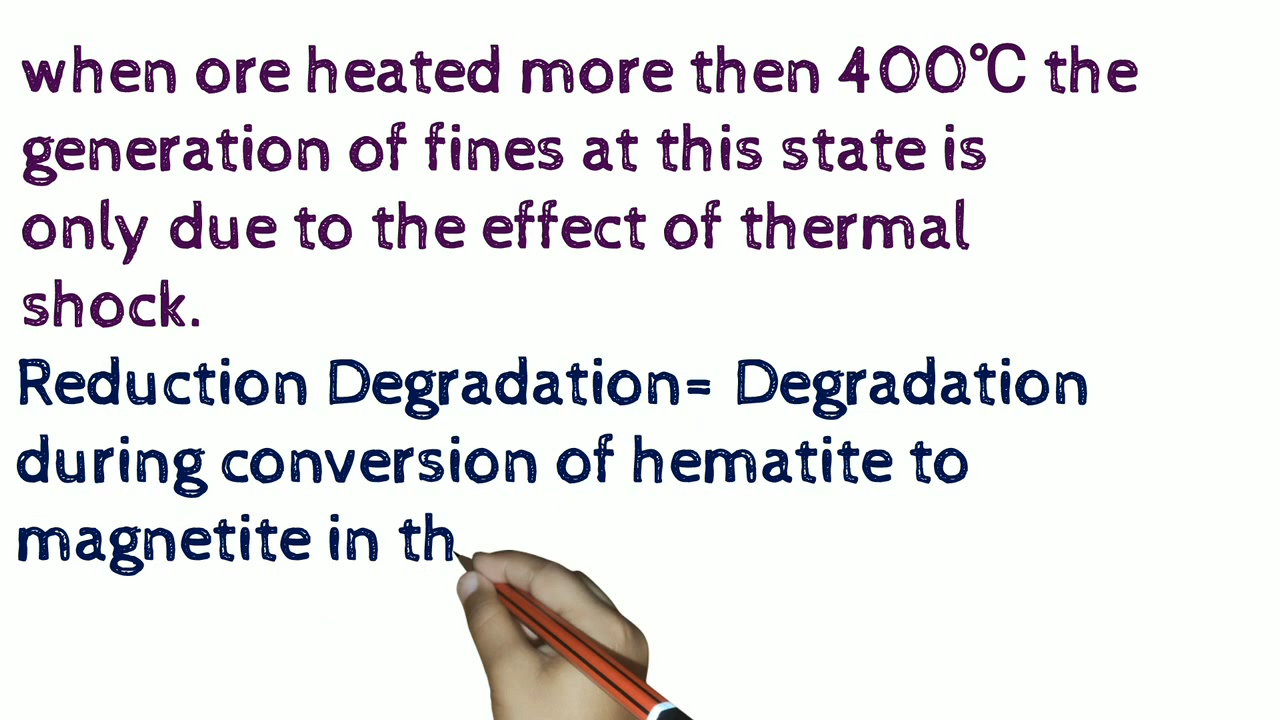 when ore heated more then 400°C the
generation of fines at this state is
only due to the effect of thermal
shock.
Reduction Degradation= Degradation
during conversion of hematite to
magnetite in th